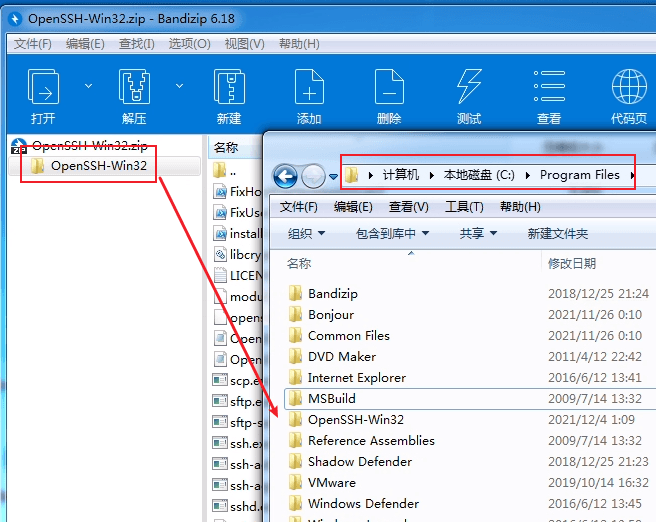 OpenSSH-Win32.zip - Bandizip 6.18
文件(F) 编辑(E) 查找(I) 选项(O) 视图(V) 帮助(H)
打开 解压 新建 添加 删除 测试 查看 代码页
OpenSSH-Win32.zip
OpenSSH-Win32
名称
..
FixHo
FixUse
install
libcry
LICEN
modu
opens
Open
Open
scp.e
sftp.e
sftp-s
ssh.ex
ssh-a
ssh-a
sshd.
计算机 本地磁盘 (C:) Program Files
文件(F) 编辑(E) 查看(V) 工具(T) 帮助(H)
组织 包含到库中 共享 新建文件夹
名称 修改日期
Bandizip 2018/12/25 21:24
Bonjour 2021/11/26 0:10
Common Files 2021/11/26 0:10
DVD Maker 2011/4/12 22:42
Internet Explorer 2016/6/12 13:41
MSBuild 2009/7/14 13:32
OpenSSH-Win32 2021/12/4 1:09
Reference Assemblies 2009/7/14 13:32
Shadow Defender 2018/12/25 21:23
VMware 2019/10/14 16:32
Windows Defender 2016/6/12 13:45